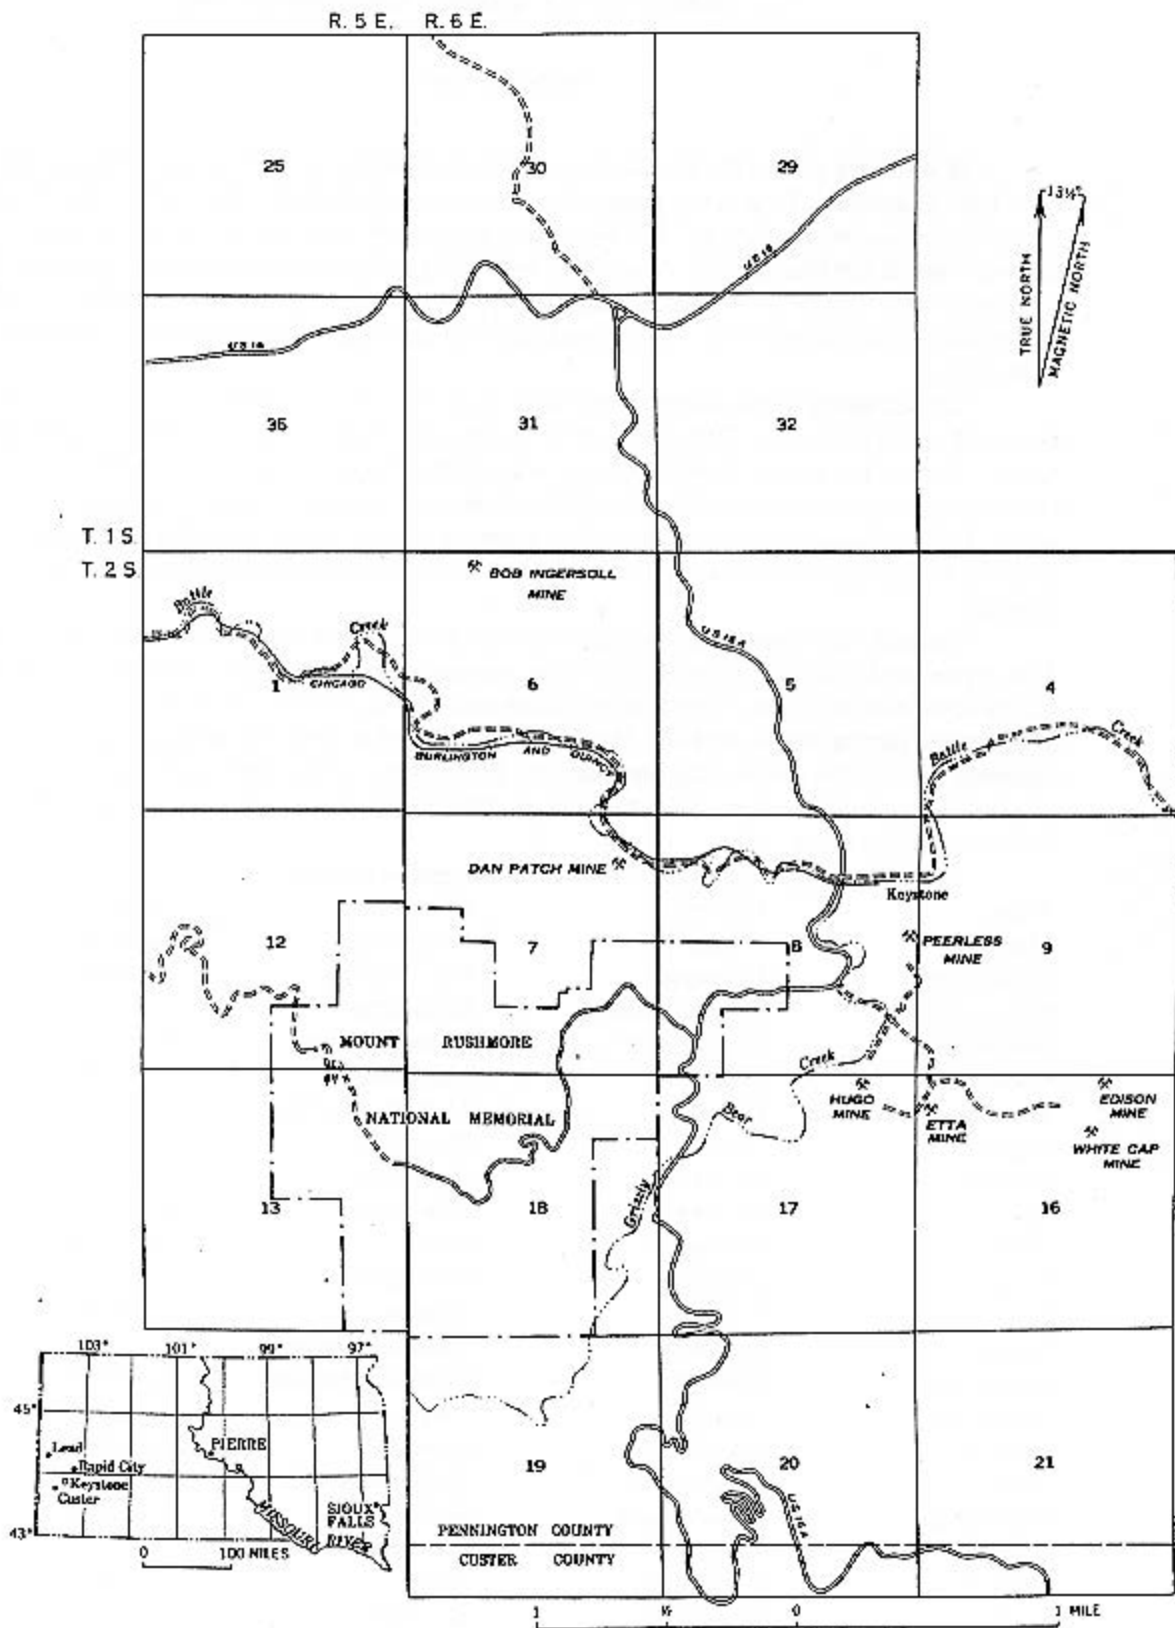 R. 5 E. R. 6 E.
25
30
29
13½°
TRUE NORTH
MAGNETIC NORTH
US 16
US 16
36
31
32
T. 1 S.
T. 2 S.
BOB INGERSOLL
MINE
Battle
Creek
US 16 A
1
CHICAGO
6
5
4
Battle
Creek
BURLINGTON AND QUINCY
DAN PATCH MINE
Keystone
12
7
8
PEERLESS
MINE
9
MOUNT RUSHMORE
Creek
HUGO
MINE
ETTA
MINE
EDISON
MINE
NATIONAL MEMORIAL
Bear
WHITE CAP
MINE
13
18
Grizzly
17
16
103° 101° 99° 97°
45°
Lead
Rapid City
Keystone
Custer
PIERRE
SIOUX
FALLS
MISSOURI RIVER
43°
0 100 MILES
19
20
21
US 16 A
PENNINGTON COUNTY
CUSTER COUNTY
1 ½ 0 1 MILE